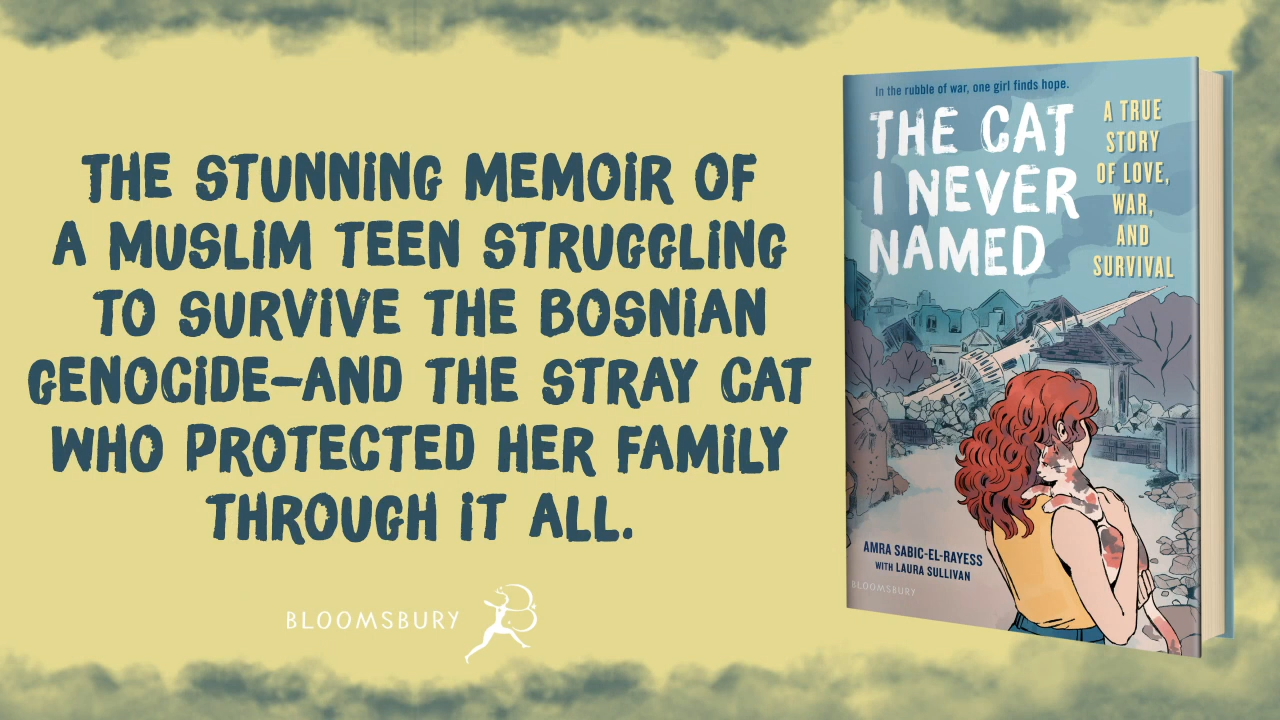 THE STUNNING MEMOIR OF
A MUSLIM TEEN STRUGGLING
TO SURVIVE THE BOSNIAN
GENOCIDE–AND THE STRAY CAT
WHO PROTECTED HER FAMILY
THROUGH IT ALL.
BLOOMSBURY
In the rubble of war, one girl finds hope.
THE CAT
I NEVER
NAMED
A TRUE
STORY
OF LOVE,
WAR,
AND
SURVIVAL
AMRA SABIC-EL-RAYESS
WITH LAURA SULLIVAN
BLOOMSBURY